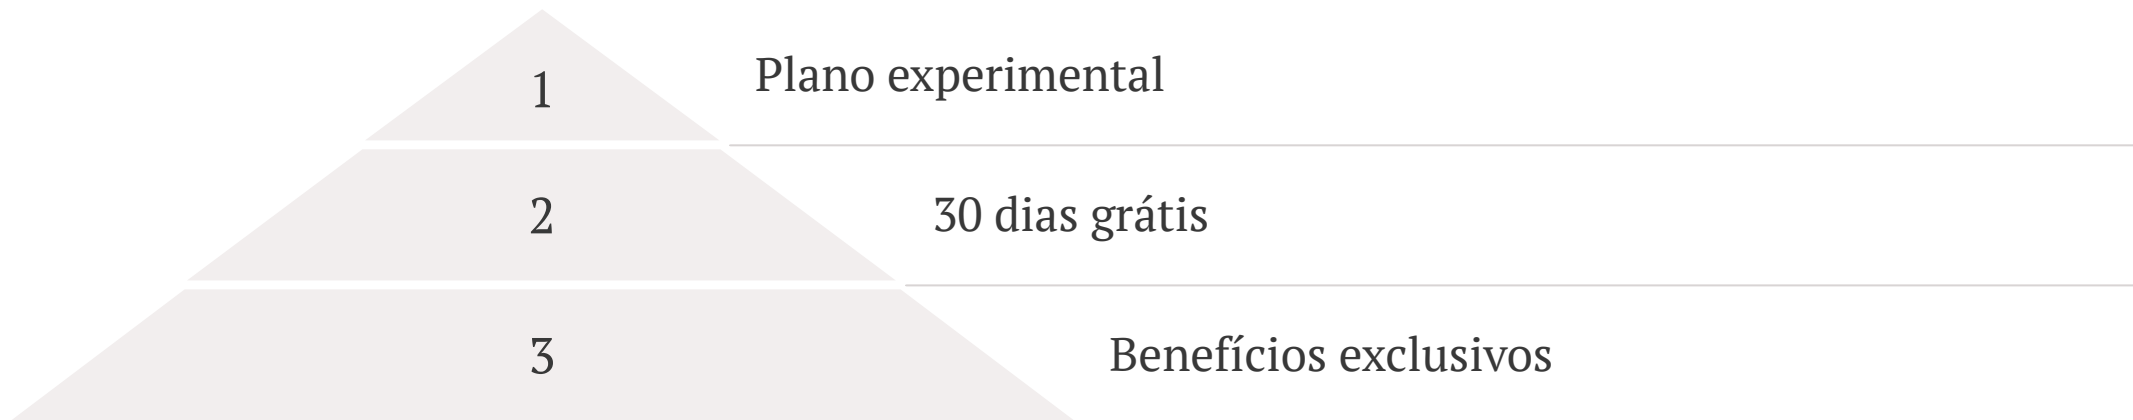 1
Plano experimental
2
30 dias grátis
3
Benefícios exclusivos